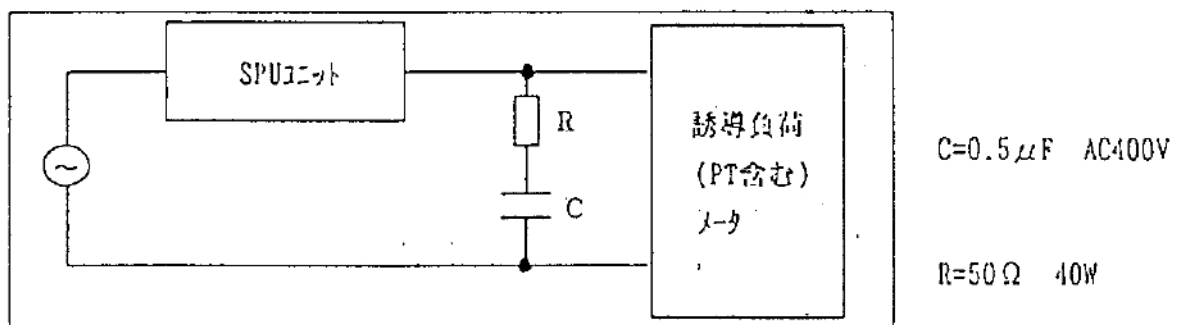 SPUユニット
R
C
誘導負荷
(PT含む)
メータ
C=0.5μF AC400V
R=50Ω 40W